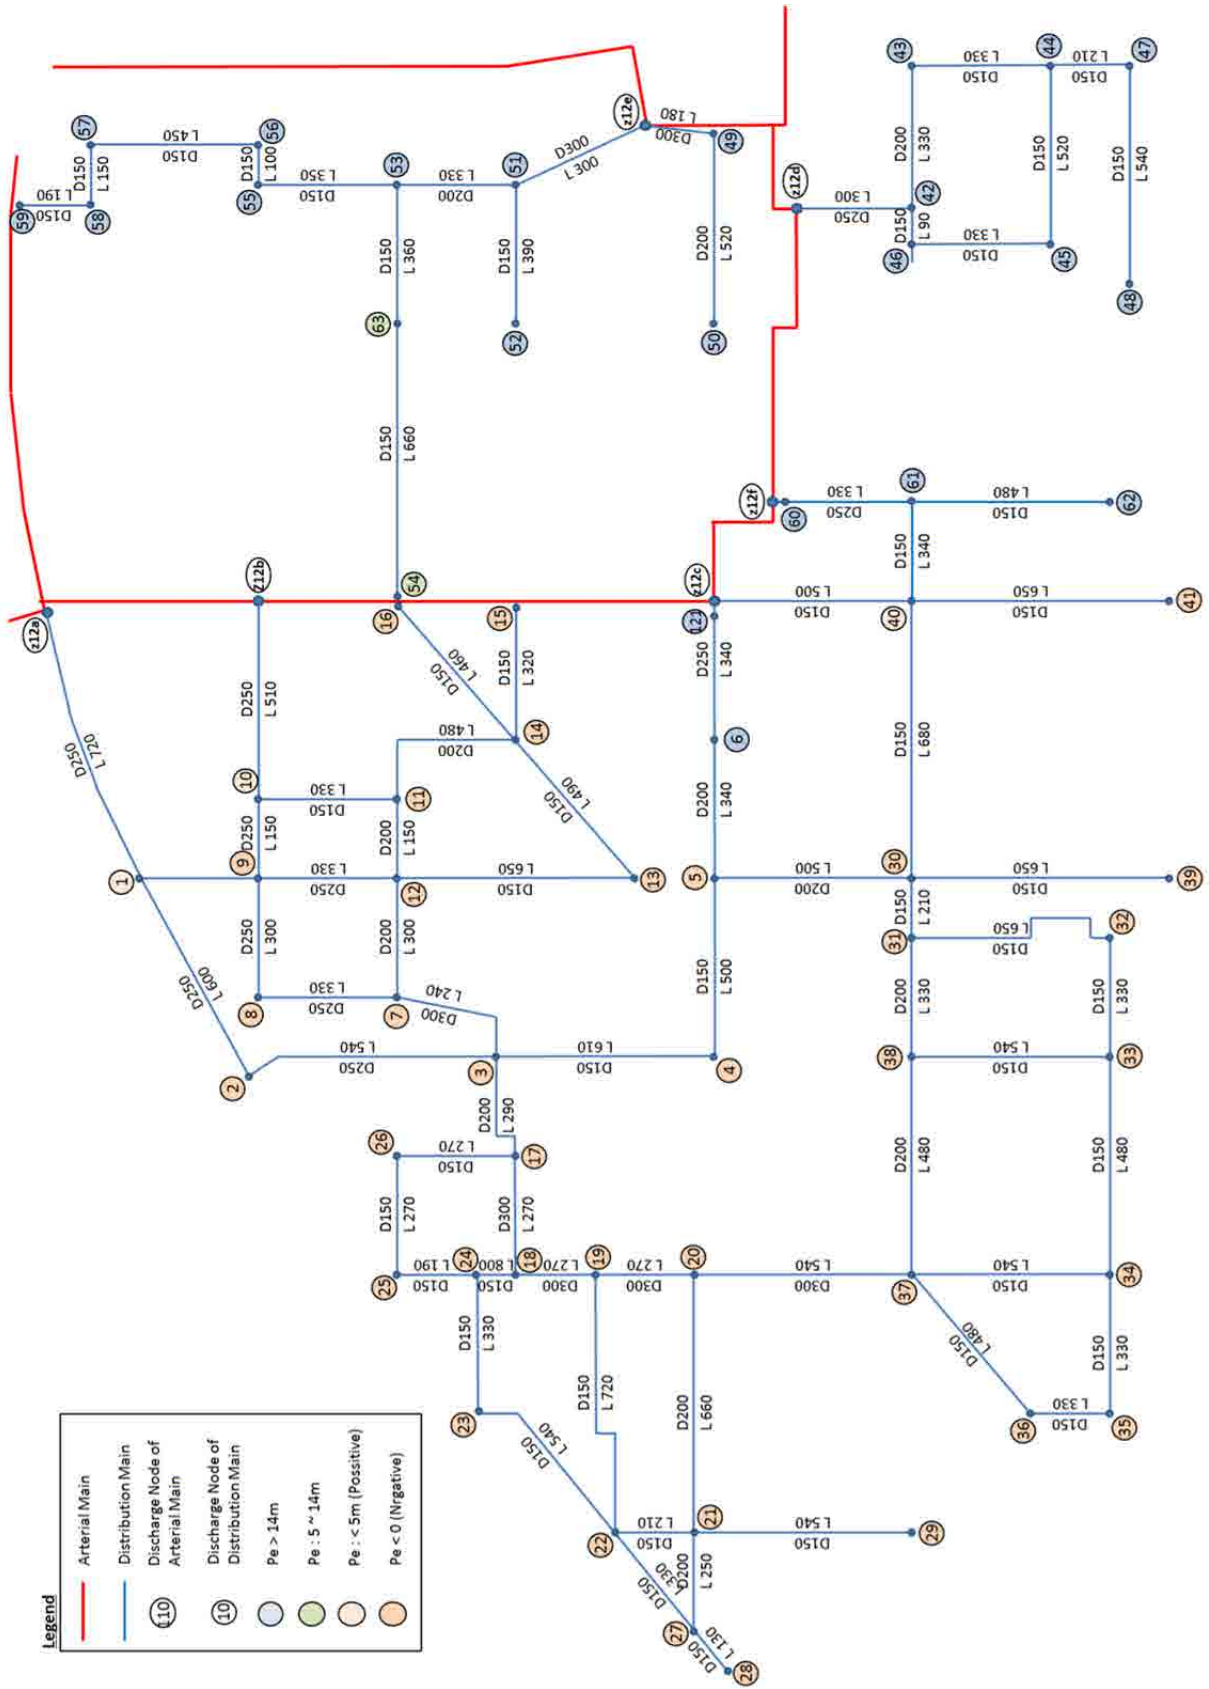 Legend
Arterial Main
Distribution Main
110 Discharge Node of
Arterial Main
10 Discharge Node of
Distribution Main
Pe > 14m
Pe : 5 ~ 14m
Pe : < 5m (Possitive)
Pe < 0 (Nrgative)
59
L 190
D150
58
D150
L 150
57
L 450
D150
56
D150
L 100
55
L 350
D150
53
D150
L 360
63
D150
L 660
54
L 330
D200
51
D300
L 300
z12e
L 180
D300
49
D150
L 390
52
D200
L 520
50
z12d
L 300
D250
42
D200
L 330
43
L 330
D150
44
L 210
D150
47
D150
L 90
46
L 330
D150
45
D150
L 520
D150
L 540
48
z12a
L 720
D250
1
L 600
D250
2
z12b
D250
L 510
10
D250
L 150
9
D250
L 300
8
L 330
D150
L 330
D250
L 330
D250
16
L 460
D150
15
D150
L 320
14
L 480
D200
11
D200
L 150
12
D200
L 300
7
L 240
D300
L 490
D150
L 650
D150
13
L 540
D250
3
L 610
D150
4
z12c
121
D250
L 340
6
D200
L 340
5
D150
L 500
z12f
60
L 330
D250
61
L 480
D150
62
D150
L 340
L 500
D150
40
L 650
D150
41
D150
L 680
L 500
D200
30
L 650
D150
39
D150
L 210
31
L 650
D150
32
D200
L 330
38
L 540
D150
D150
L 330
33
D200
L 480
37
D150
L 480
34
L 540
D150
L 480
D150
36
L 330
D150
35
D150
L 330
D200
L 290
17
L 270
D150
26
D150
L 270
25
L 190
D150
24
L 800
D150
18
D300
L 270
L 270
D300
19
L 270
D300
20
L 540
D300
D150
L 330
23
L 540
D150
D150
L 720
22
D200
L 660
L 210
D150
21
L 540
D150
29
L 330
D150
D200
L 250
27
L 130
D150
28